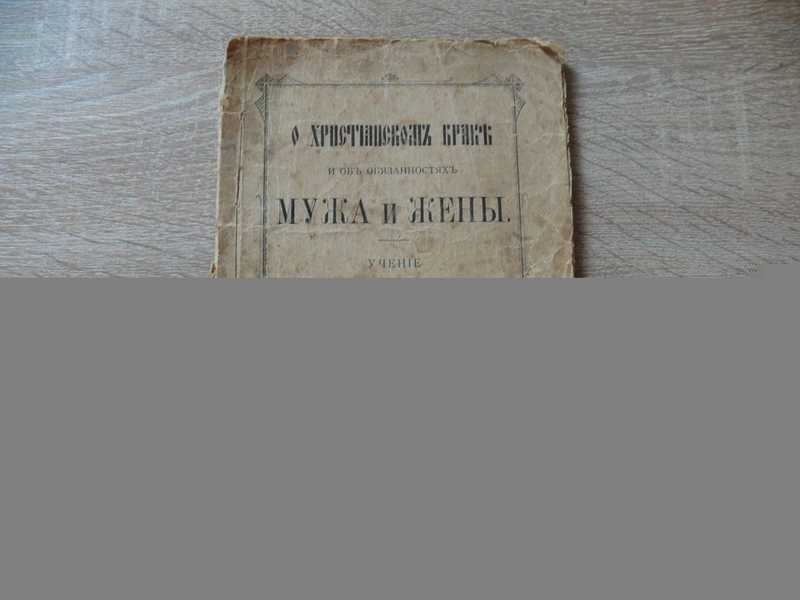 О ХРИСТІАНСКОМЪ БРАКѢ
И ОБЪ ОБЯЗАННОСТЯХЪ
МУЖА И ЖЕНЫ.
УЧЕНІЕ